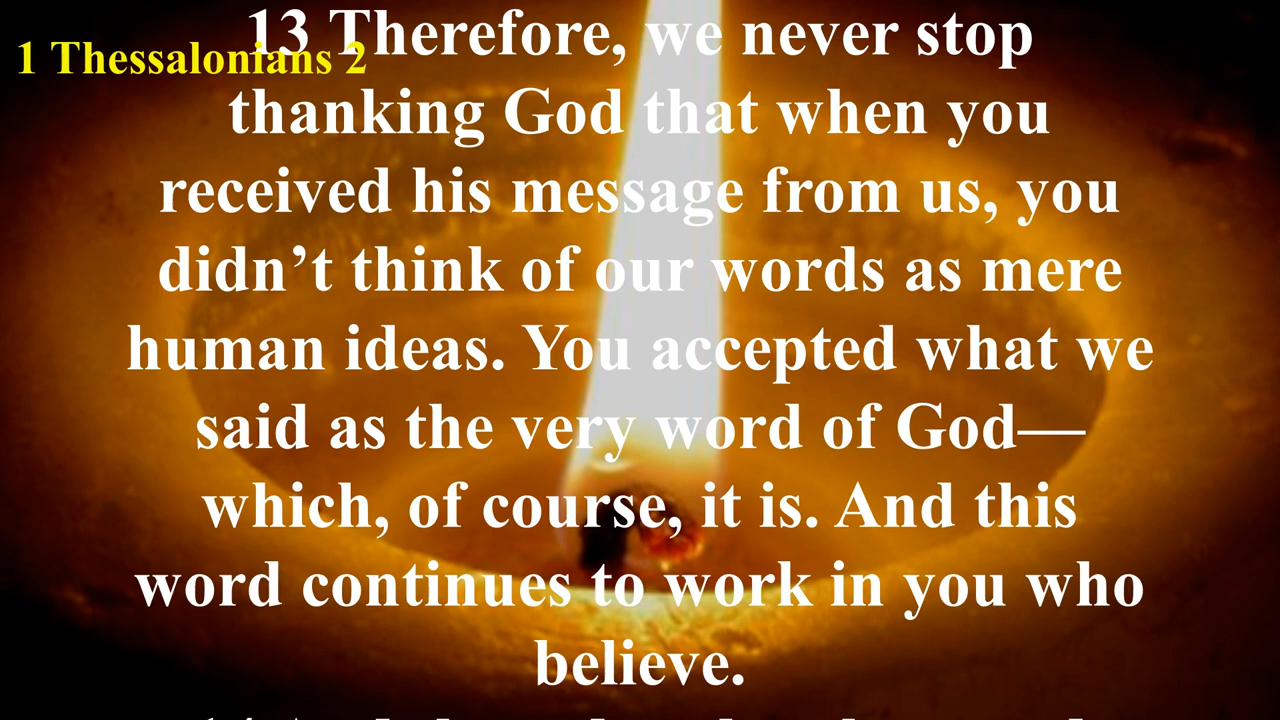 1 Thessalonians 2
13 Therefore, we never stop
thanking God that when you
received his message from us, you
didn’t think of our words as mere
human ideas. You accepted what we
said as the very word of God—
which, of course, it is. And this
word continues to work in you who
believe.